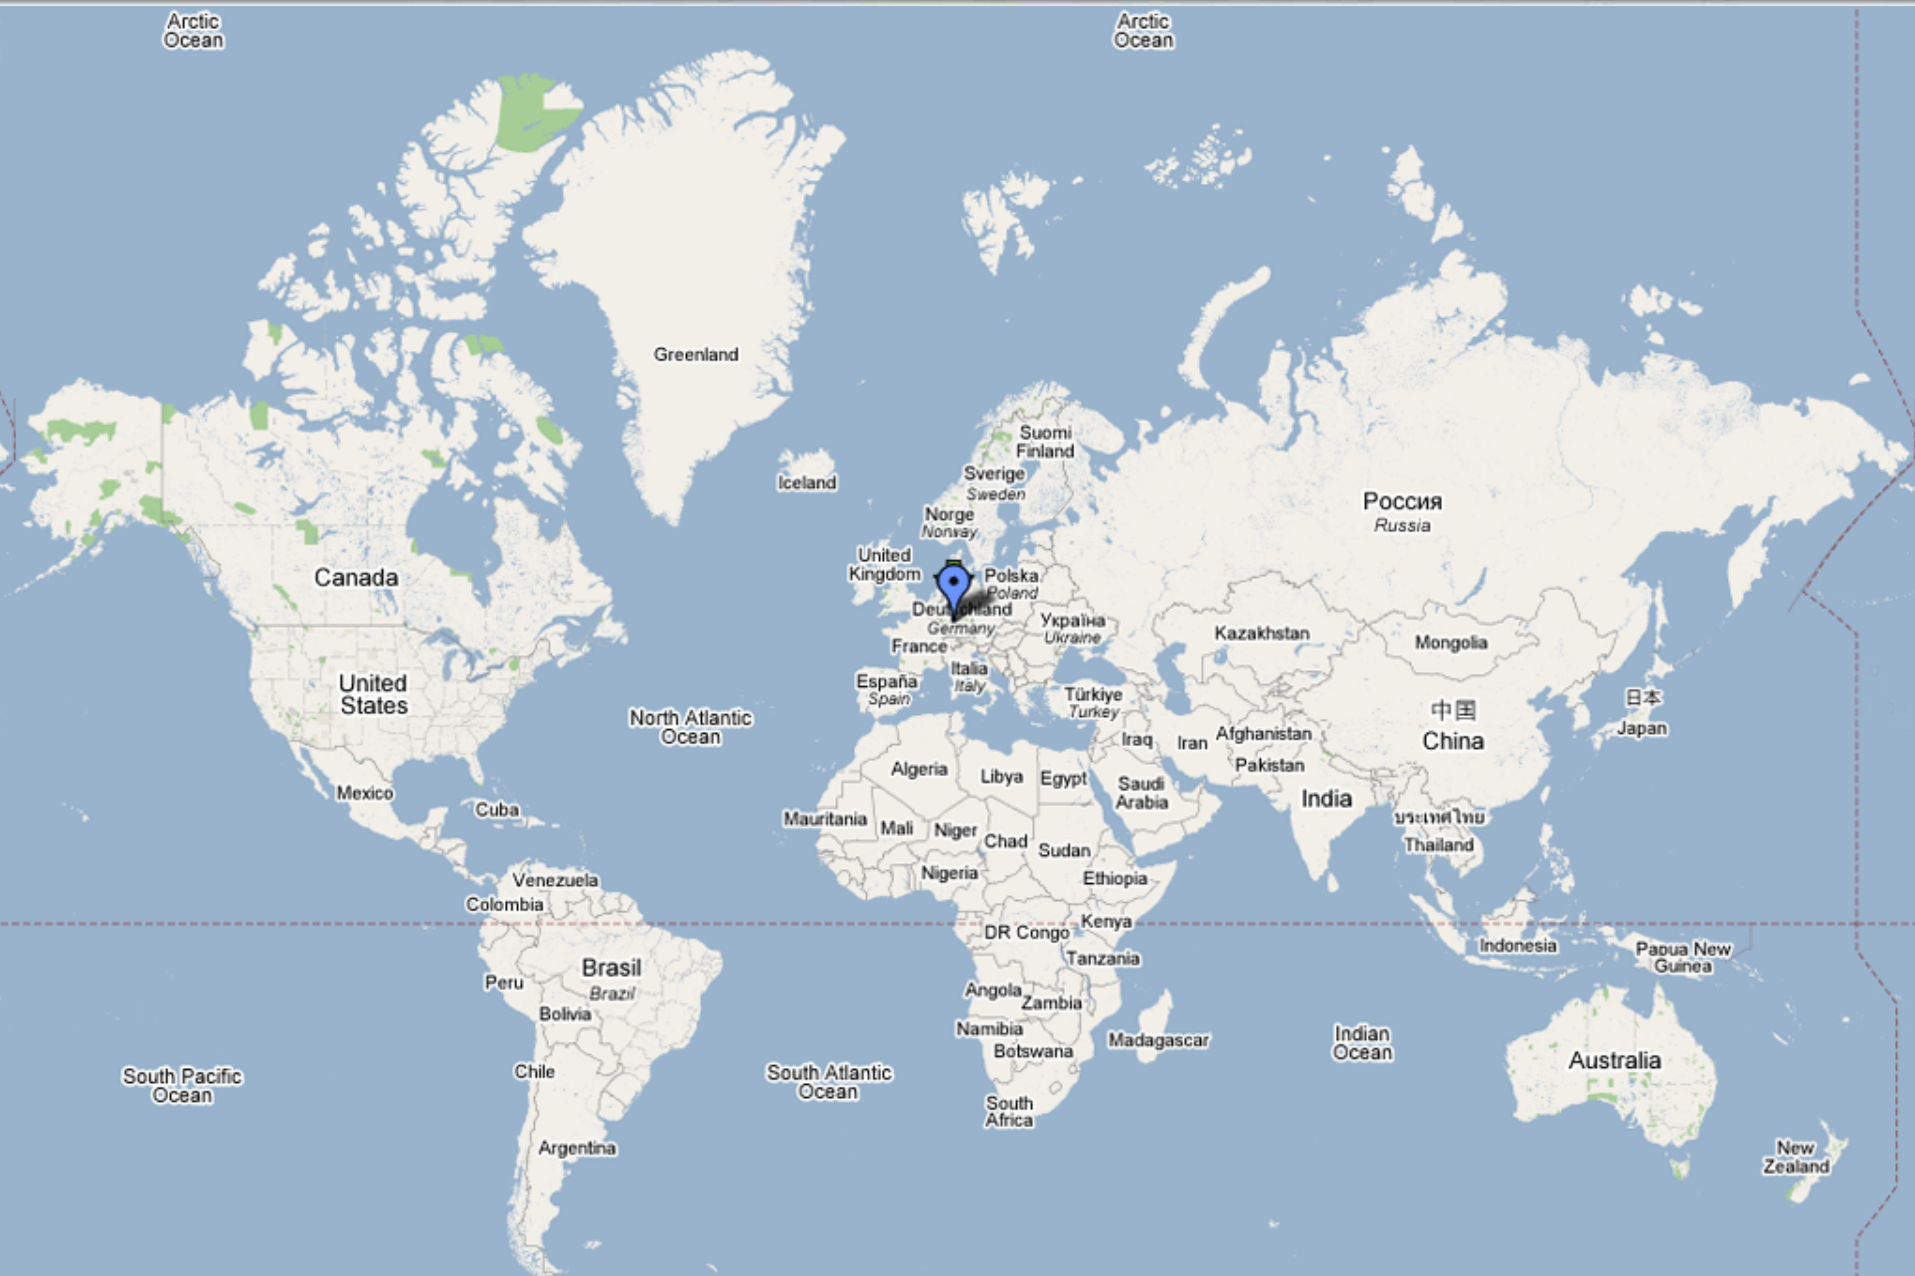 Arctic
Ocean
Arctic
Ocean
Greenland
Suomi
Finland
Iceland
Sverige
Sweden
Россия
Russia
Norge
Norway
United
Kingdom
Canada
Polska
Poland
Deutschland
Germany
Україна
Ukraine
Kazakhstan
Mongolia
France
Italia
Italy
United
States
España
Spain
Türkiye
Turkey
日本
Japan
中国
China
North Atlantic
Ocean
Iraq
Iran
Afghanistan
Pakistan
Algeria
Libya
Egypt
Saudi
Arabia
India
Mexico
Cuba
Mauritania
Mali
Niger
Chad
Sudan
ประเทศไทย
Thailand
Nigeria
Ethiopia
Venezuela
Colombia
Kenya
DR Congo
Indonesia
Papua New
Guinea
Tanzania
Brasil
Brazil
Peru
Angola
Zambia
Bolivia
Namibia
Botswana
Madagascar
Indian
Ocean
Australia
Chile
South Pacific
Ocean
South Atlantic
Ocean
South
Africa
Argentina
New
Zealand